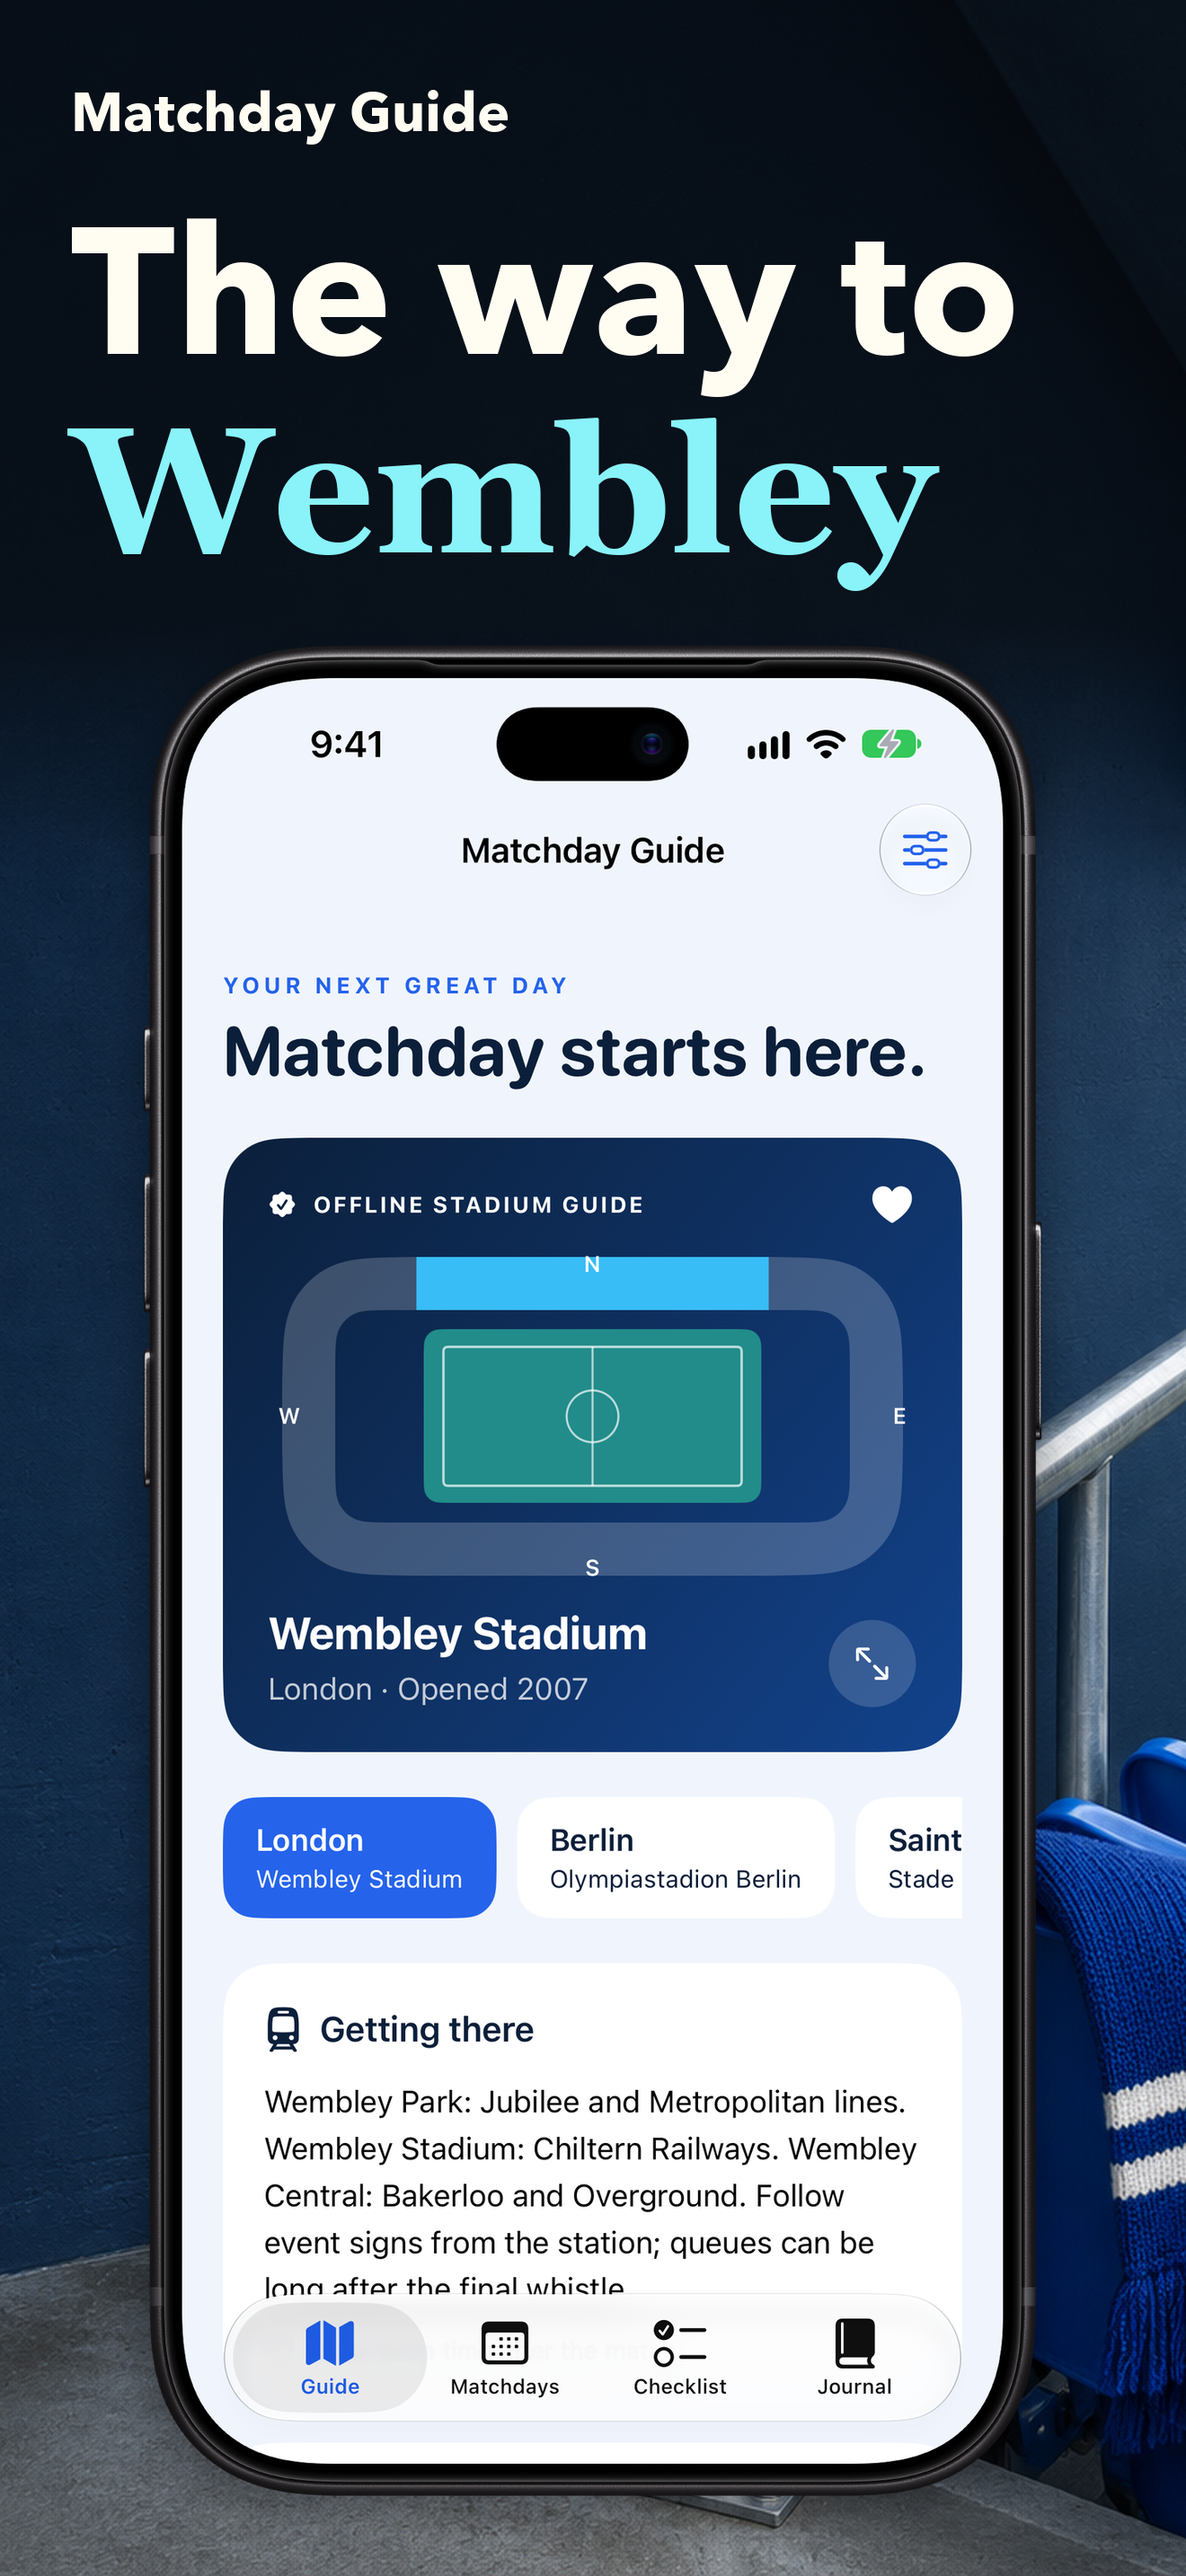 Matchday Guide
The way to
Wembley
9:41
Matchday Guide
YOUR NEXT GREAT DAY
Matchday starts here.
OFFLINE STADIUM GUIDE
N
W
E
S
Wembley Stadium
London · Opened 2007
London
Wembley Stadium
Berlin
Olympiastadion Berlin
Saint
Stade
Getting there
Wembley Park: Jubilee and Metropolitan lines.
Wembley Stadium: Chiltern Railways. Wembley
Central: Bakerloo and Overground. Follow
event signs from the station; queues can be
long after the final whistle.
Guide
Matchdays
Checklist
Journal